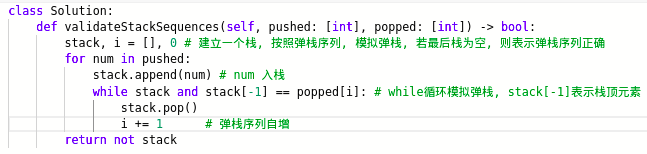 class Solution:
    def validateStackSequences(self, pushed: [int], popped: [int]) -> bool:
        stack, i = [], 0 # 建立一个栈, 按照弹栈序列, 模拟弹栈, 若最后栈为空, 则表示弹栈序列正确
        for num in pushed:
            stack.append(num) # num 入栈
            while stack and stack[-1] == popped[i]: # while循环模拟弹栈, stack[-1]表示栈顶元素
                stack.pop()
                i += 1      # 弹栈序列自增
        return not stack